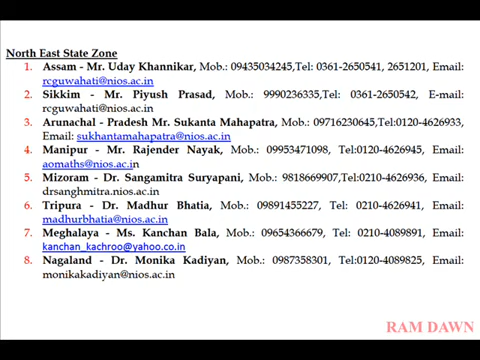 North East State Zone
1. Assam - Mr. Uday Khannikar, Mob.: 09435034245,Tel: 0361-2650541, 2651201, Email:
rcguwahati@nios.ac.in
2. Sikkim - Mr. Piyush Prasad, Mob.: 9990236335,Tel: 0361-2650542, E-mail:
rcguwahati@nios.ac.in
3. Arunachal - Pradesh Mr. Sukanta Mahapatra, Mob.: 09716230645,Tel:0120-4626933,
Email: sukhantamahapatra@nios.ac.in
4. Manipur - Mr. Rajender Nayak, Mob.: 09953471098, Tel:0120-4626945, Email:
aomaths@nios.ac.in
5. Mizoram - Dr. Sangamitra Suryapani, Mob.: 9818669907,Tel:0210-4626936, Email:
drsanghmitra.nios.ac.in
6. Tripura - Dr. Madhur Bhatia, Mob.: 09891455227, Tel: 0210-4626941, Email:
madhurbhatia@nios.ac.in
7. Meghalaya - Ms. Kanchan Bala, Mob.: 09654366679, Tel: 0210-4089891, Email:
kanchan_kachroo@yahoo.co.in
8. Nagaland - Dr. Monika Kadiyan, Mob.: 0987358301, Tel:0120-4089825, Email:
monikakadiyan@nios.ac.in
RAM DAWN